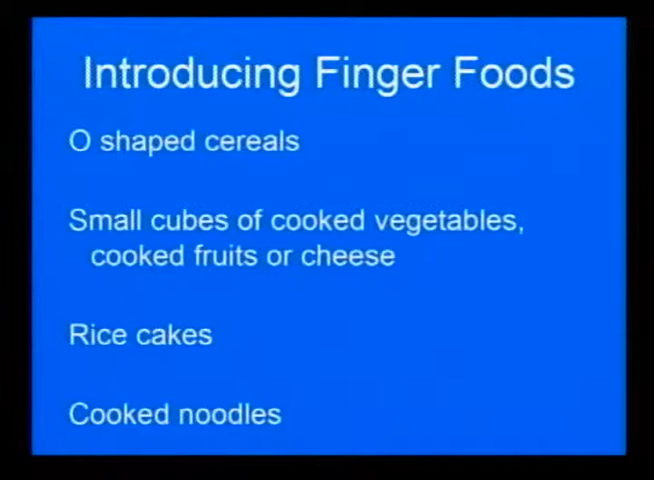 Introducing Finger Foods
O shaped cereals
Small cubes of cooked vegetables,
cooked fruits or cheese
Rice cakes
Cooked noodles